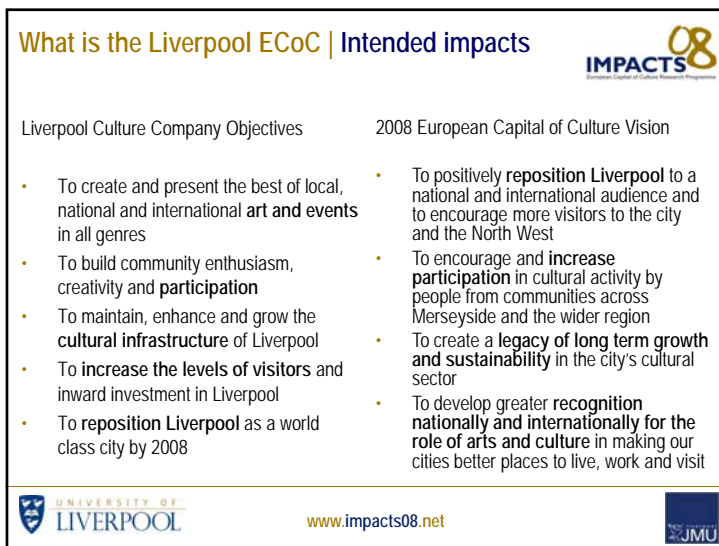 What is the Liverpool ECoC | Intended impacts
IMPACTS 08
European Capital of Culture Research Programme
Liverpool Culture Company Objectives
• To create and present the best of local,
national and international art and events
in all genres
• To build community enthusiasm,
creativity and participation
• To maintain, enhance and grow the
cultural infrastructure of Liverpool
• To increase the levels of visitors and
inward investment in Liverpool
• To reposition Liverpool as a world
class city by 2008
2008 European Capital of Culture Vision
• To positively reposition Liverpool to a
national and international audience and
to encourage more visitors to the city
and the North West
• To encourage and increase
participation in cultural activity by
people from communities across
Merseyside and the wider region
• To create a legacy of long term growth
and sustainability in the city's cultural
sector
• To develop greater recognition
nationally and internationally for the
role of arts and culture in making our
cities better places to live, work and visit
UNIVERSITY OF
LIVERPOOL
www.impacts08.net
JMU